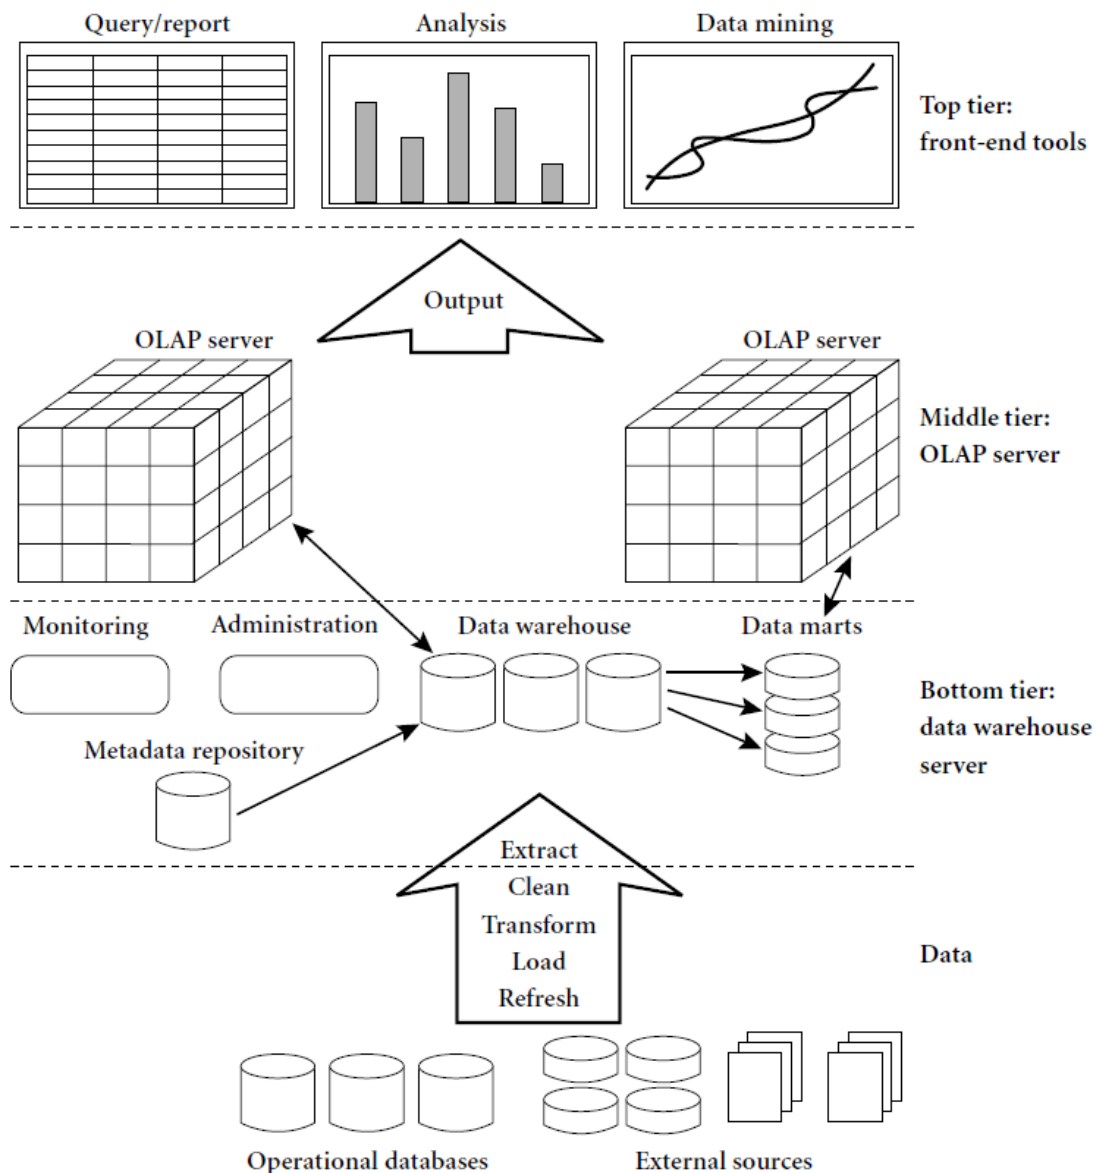 Query/report
Analysis
Data mining
Top tier:
front-end tools
Output
OLAP server
OLAP server
Middle tier:
OLAP server
Monitoring
Administration
Data warehouse
Data marts
Bottom tier:
data warehouse
server
Metadata repository
Extract
Clean
Transform
Load
Refresh
Data
Operational databases
External sources